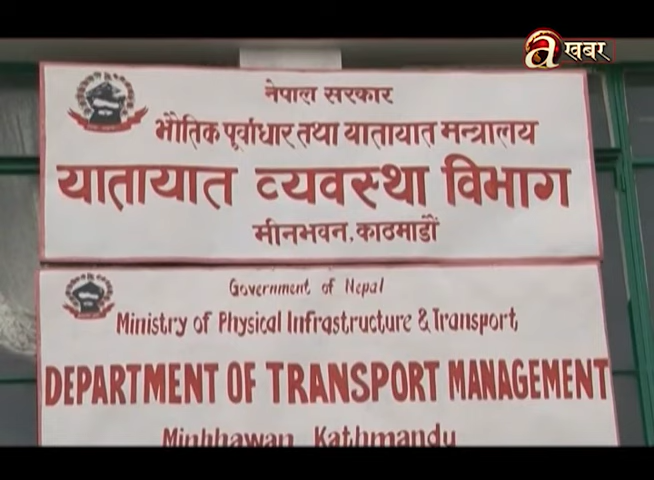 a खबर
नेपाल सरकार
भौतिक पूर्वाधार तथा यातायात मन्त्रालय
यातायात व्यवस्था विभाग
मीनभवन, काठमाडौं
Government of Nepal
Ministry of Physical Infrastructure & Transport
DEPARTMENT OF TRANSPORT MANAGEMENT
Minbhawan, Kathmandu